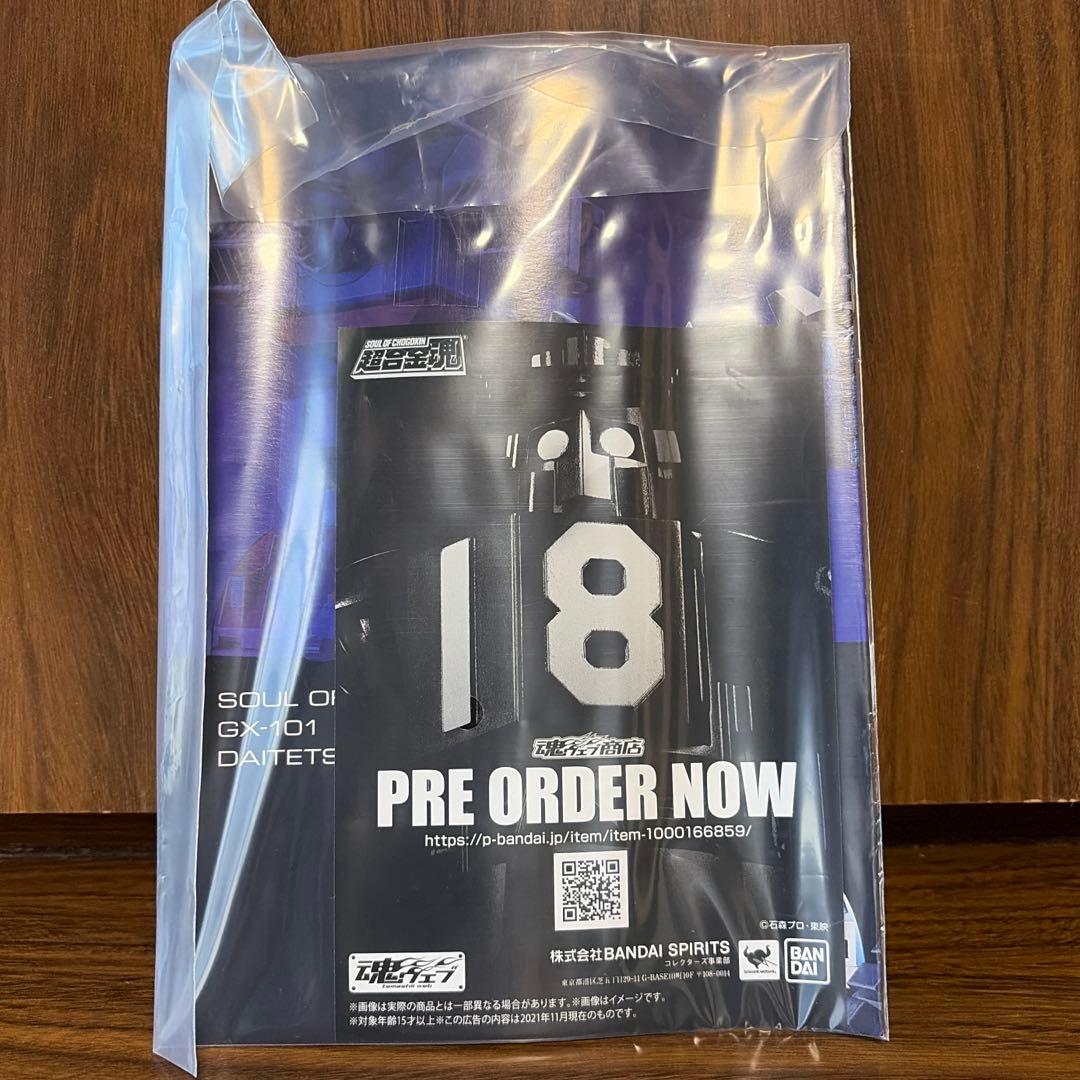 SOUL OF CHOGOKIN
超合金魂
18
SOUL OF
GX-101
DAITETS
魂ウェブ商店
PRE ORDER NOW
https://p-bandai.jp/item/item-1000166859/
©石森プロ・東映
株式会社BANDAI SPIRITS
コレクターズ事業部
BAN
DAI
魂ウェブ
tamashii web
※画像は実際の商品とは一部異なる場合があります。※画像はイメージです。
※対象年齢15才以上※この広告の内容は2021年11月現在のものです。